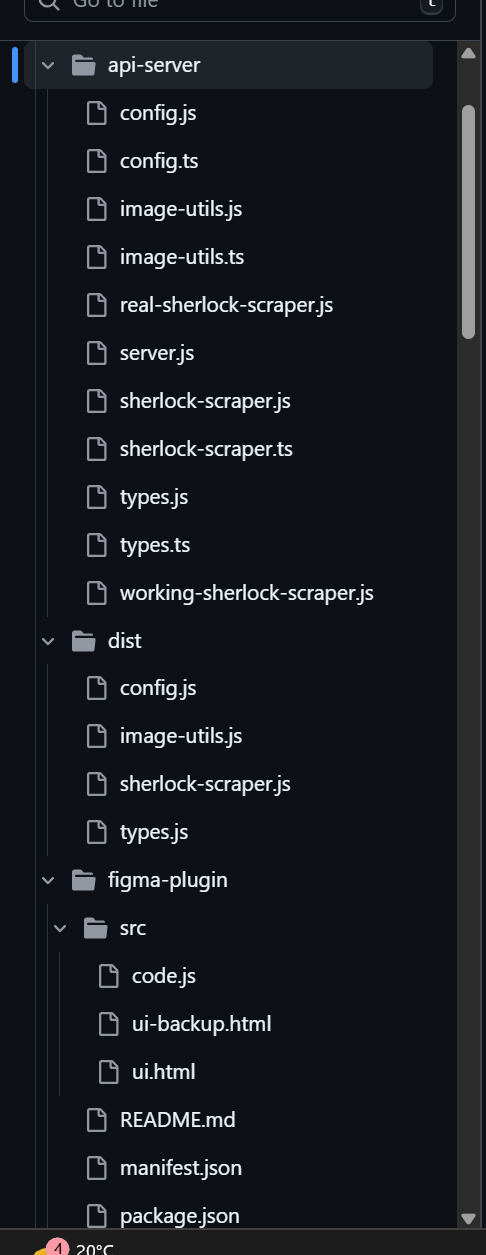 Go to file
t
api-server
config.js
config.ts
image-utils.js
image-utils.ts
real-sherlock-scraper.js
server.js
sherlock-scraper.js
sherlock-scraper.ts
types.js
types.ts
working-sherlock-scraper.js
dist
config.js
image-utils.js
sherlock-scraper.js
types.js
figma-plugin
src
code.js
ui-backup.html
ui.html
README.md
manifest.json
package.json
4
20°C